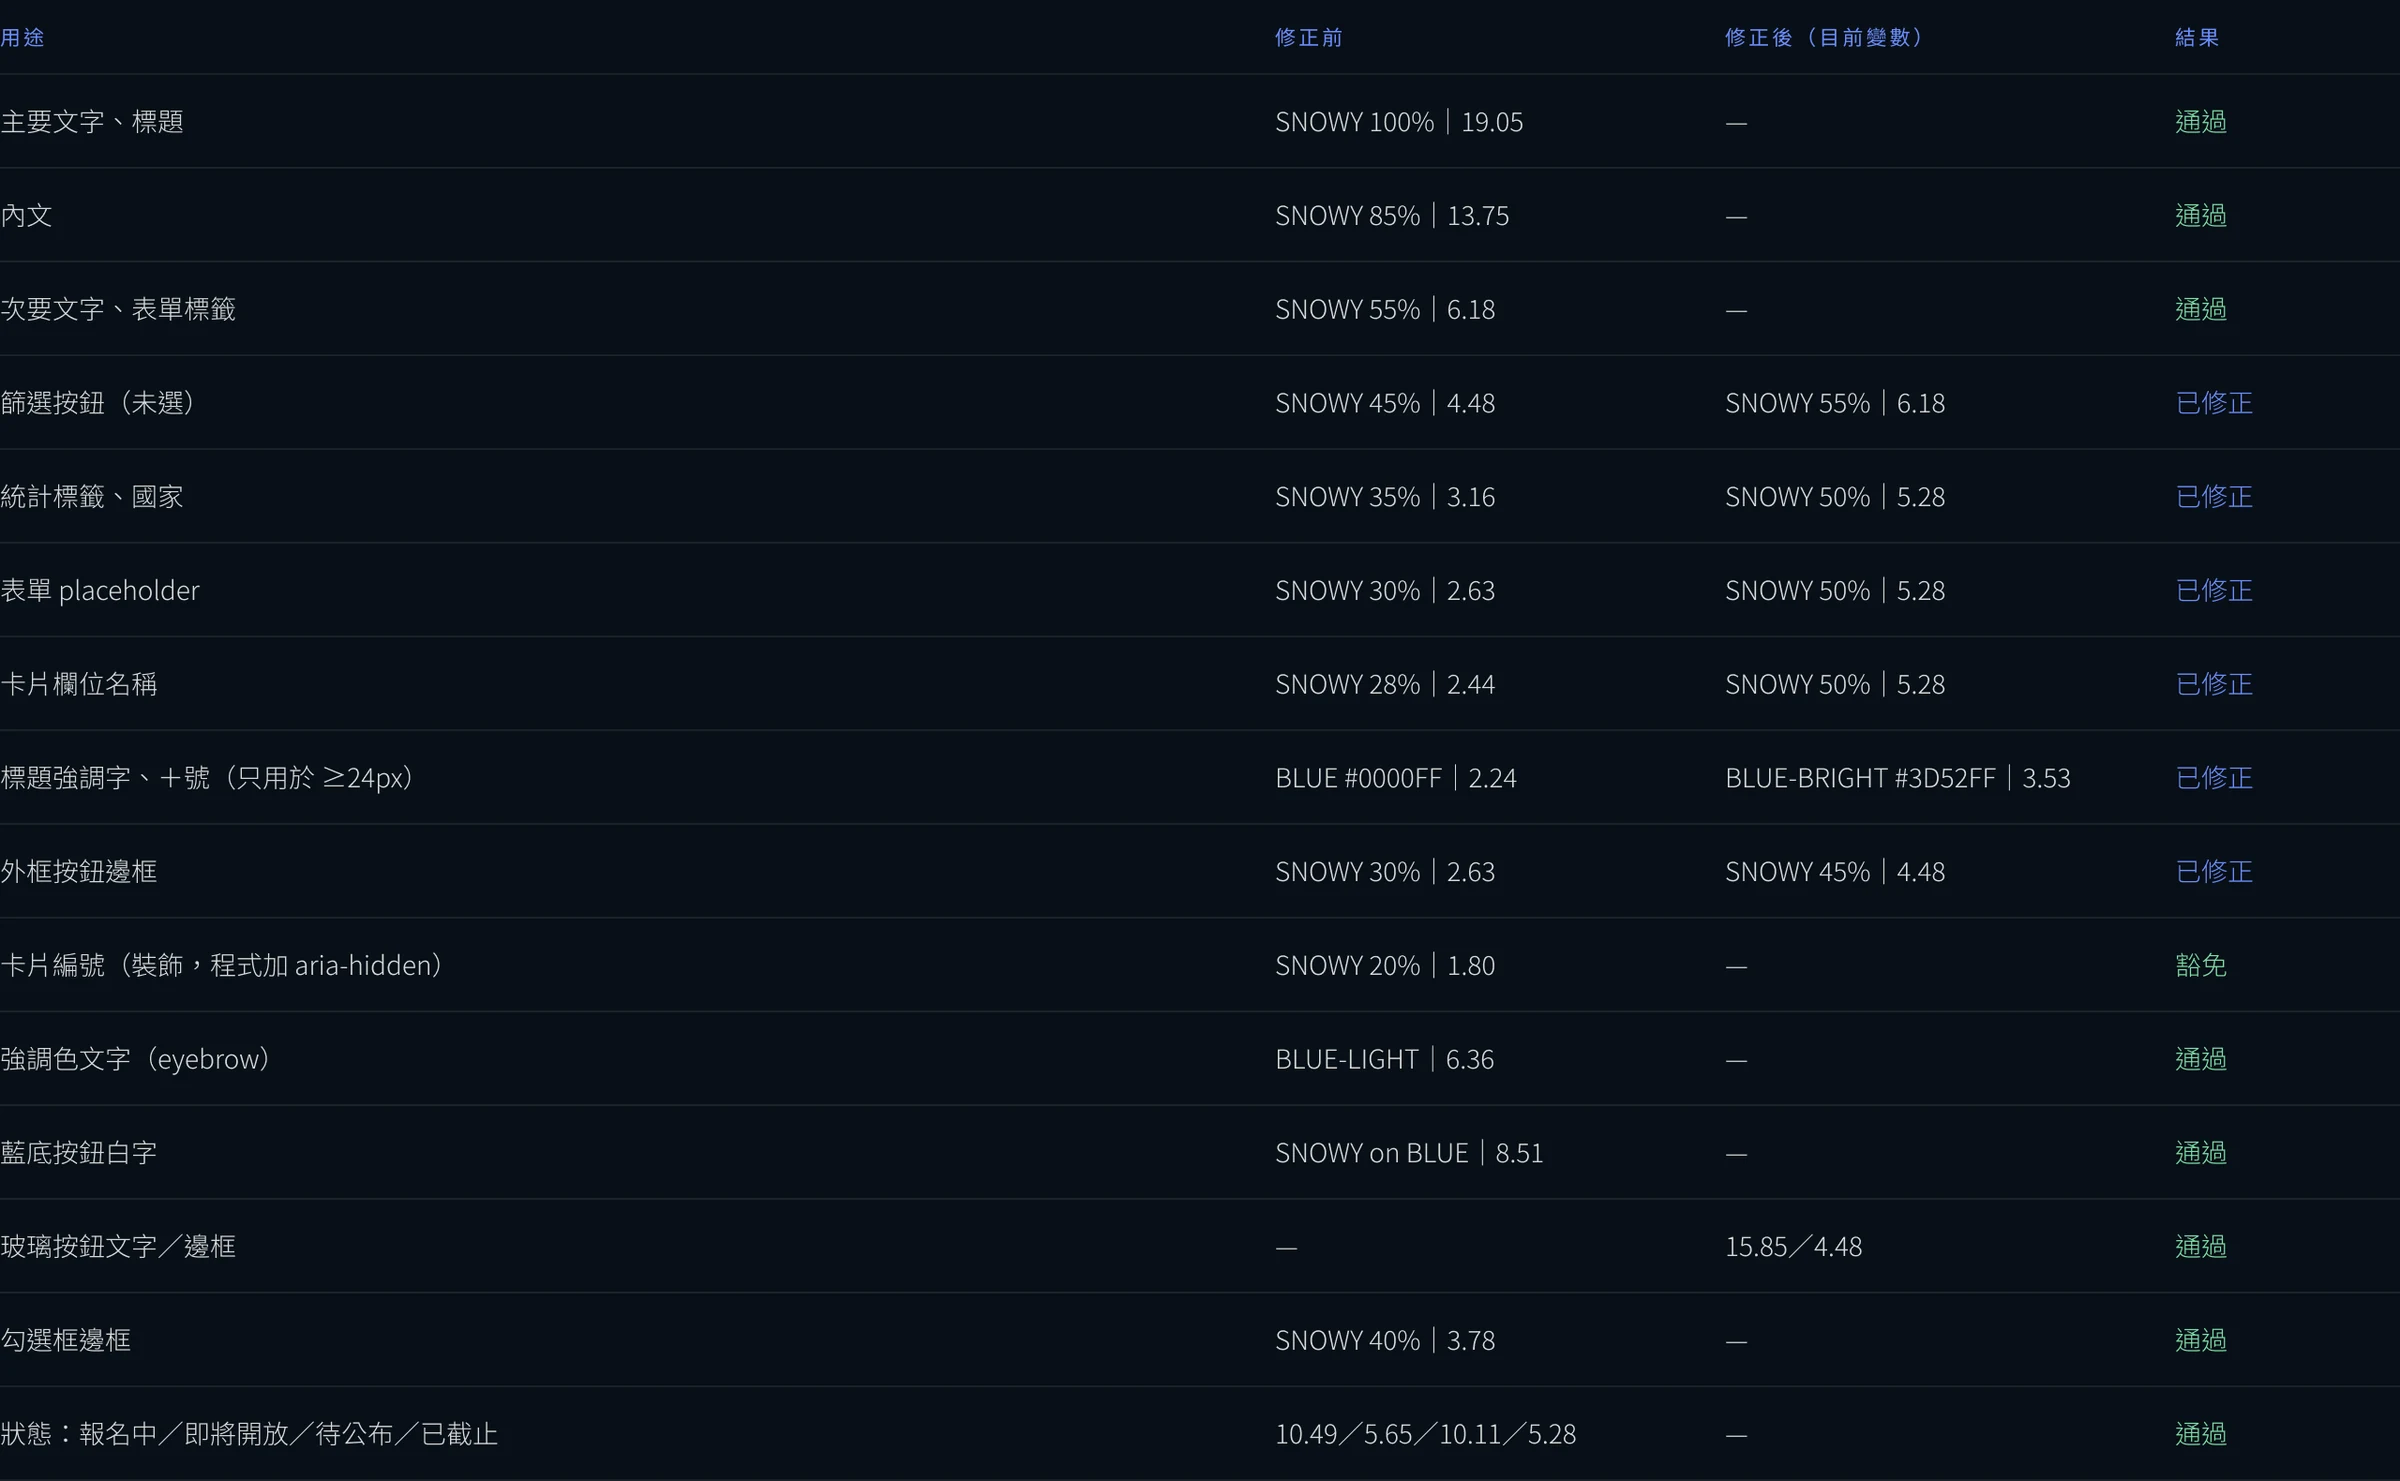 用途 修正前 修正後（目前變數） 結果
主要文字、標題 SNOWY 100%｜19.05 — 通過
內文 SNOWY 85%｜13.75 — 通過
次要文字、表單標籤 SNOWY 55%｜6.18 — 通過
篩選按鈕（未選） SNOWY 45%｜4.48 SNOWY 55%｜6.18 已修正
統計標籤、國家 SNOWY 35%｜3.16 SNOWY 50%｜5.28 已修正
表單 placeholder SNOWY 30%｜2.63 SNOWY 50%｜5.28 已修正
卡片欄位名稱 SNOWY 28%｜2.44 SNOWY 50%｜5.28 已修正
標題強調字、＋號（只用於 ≥24px） BLUE #0000FF｜2.24 BLUE-BRIGHT #3D52FF｜3.53 已修正
外框按鈕邊框 SNOWY 30%｜2.63 SNOWY 45%｜4.48 已修正
卡片編號（裝飾，程式加 aria-hidden） SNOWY 20%｜1.80 — 豁免
強調色文字（eyebrow） BLUE-LIGHT｜6.36 — 通過
藍底按鈕白字 SNOWY on BLUE｜8.51 — 通過
玻璃按鈕文字／邊框 — 15.85／4.48 通過
勾選框邊框 SNOWY 40%｜3.78 — 通過
狀態：報名中／即將開放／待公布／已截止 10.49／5.65／10.11／5.28 — 通過